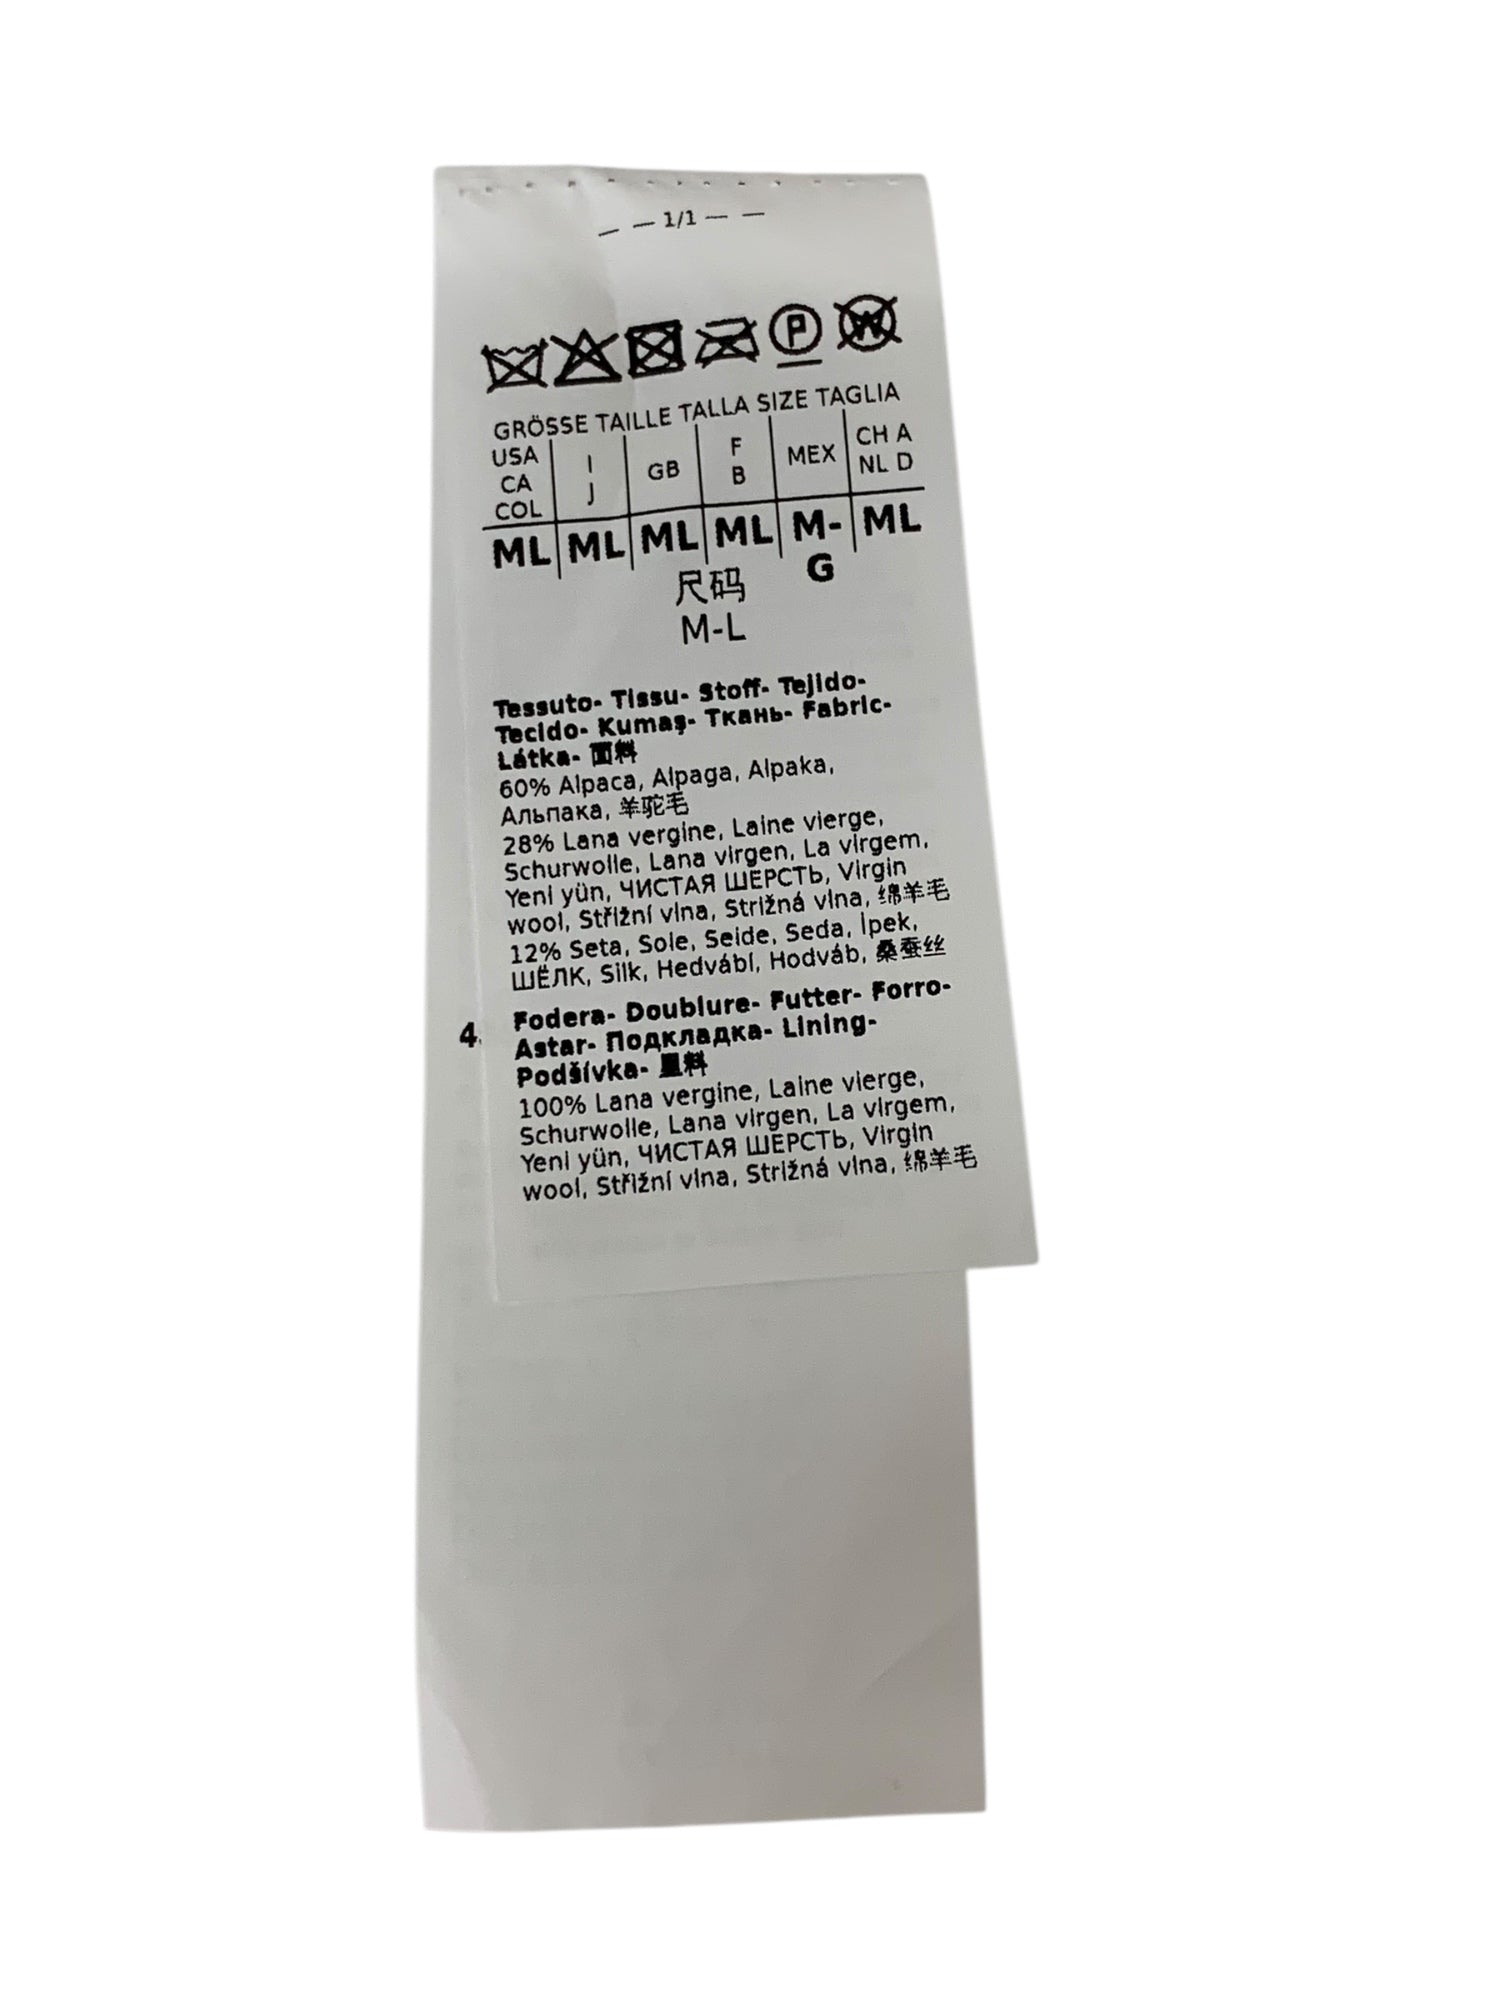 — — 1/1 — —
P W
GRÖSSE TAILLE TALLA SIZE TAGLIA
USA CA COL | I J | GB | F B | MEX | CH A NL D
ML | ML | ML | ML | M-G | ML
尺码
M-L
Tessuto- Tissu- Stoff- Tejido-
Tecido- Kumaş- Ткань- Fabric-
Látka- 面料
60% Alpaca, Alpaga, Alpaka,
Альпака, 羊驼毛
28% Lana vergine, Laine vierge,
Schurwolle, Lana virgen, La virgem,
Yeni yün, ЧИСТАЯ ШЕРСТЬ, Virgin
wool, Střižní vlna, Strižná vlna, 绵羊毛
12% Seta, Soie, Seide, Seda, İpek,
ШЁЛК, Silk, Hedvábí, Hodváb, 桑蚕丝
4.
Fodera- Doublure- Futter- Forro-
Astar- Подкладка- Lining-
Podšívka- 里料
100% Lana vergine, Laine vierge,
Schurwolle, Lana virgen, La virgem,
Yeni yün, ЧИСТАЯ ШЕРСТЬ, Virgin
wool, Střižní vlna, Strižná vlna, 绵羊毛